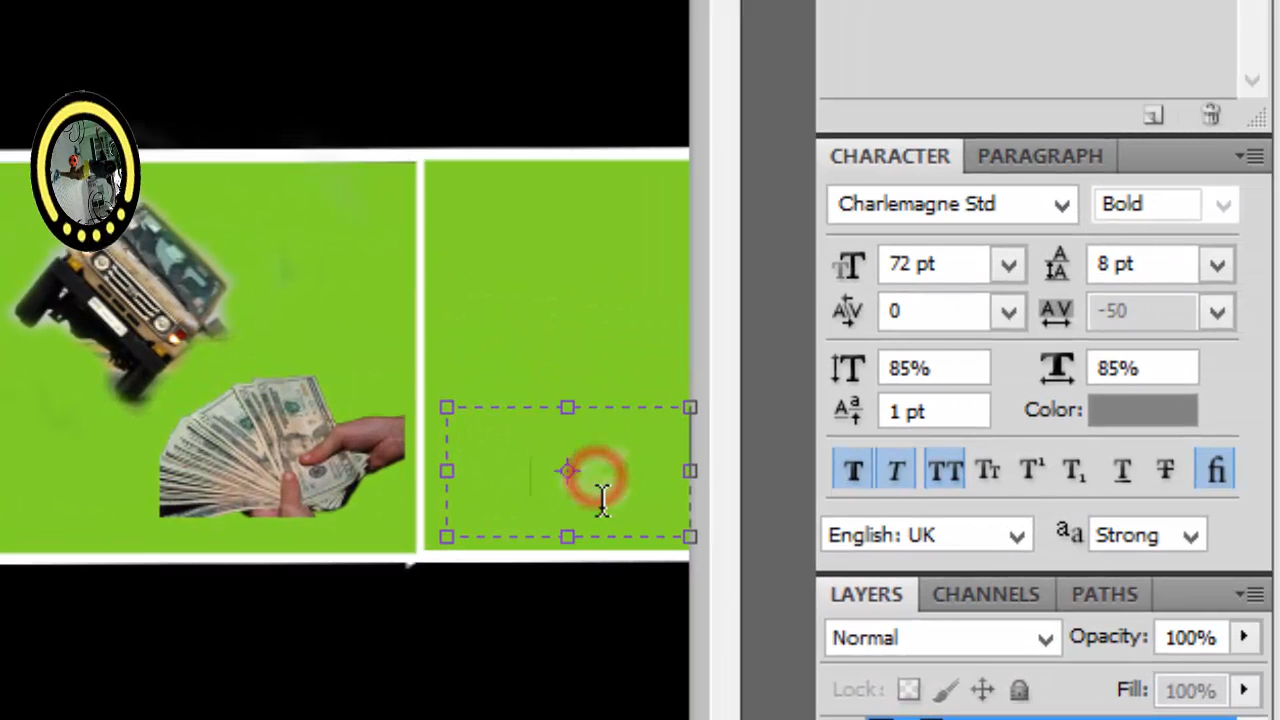 CHARACTER PARAGRAPH
Charlemagne Std Bold
72 pt 8 pt
0 -50
85% 85%
1 pt Color:
T T TT Tr T¹ T₁ T T fi
English: UK aa Strong
LAYERS CHANNELS PATHS
Normal Opacity: 100%
Lock: Fill: 100%